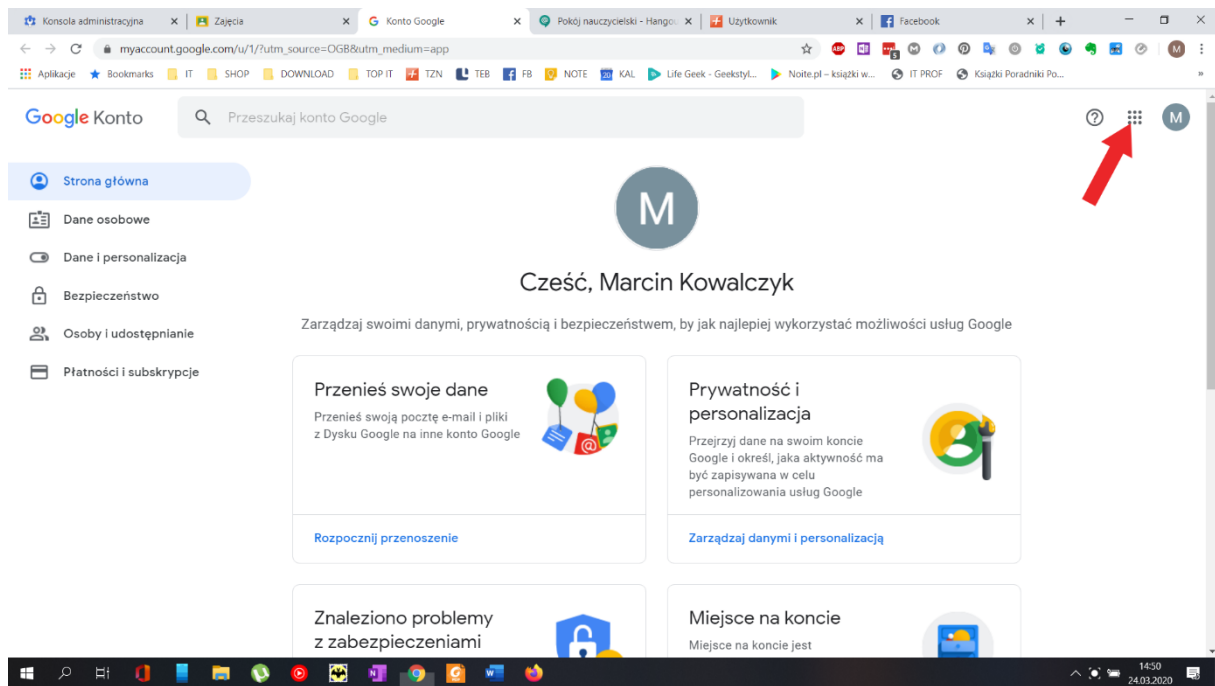 Konsola administracyjna
Zajęcia
Konto Google
Pokój nauczycielski - Hangou
Użytkownik
Facebook
myaccount.google.com/u/1/?utm_source=OGB&utm_medium=app
Aplikacje Bookmarks IT SHOP DOWNLOAD TOP IT TZN TEB FB NOTE KAL Life Geek - Geekstyl... Noite.pl – książki w... IT PROF Książki Poradniki Po...
Google Konto
Przeszukaj konto Google
M
Strona główna
Dane osobowe
Dane i personalizacja
Bezpieczeństwo
Osoby i udostępnianie
Płatności i subskrypcje
M
Cześć, Marcin Kowalczyk
Zarządzaj swoimi danymi, prywatnością i bezpieczeństwem, by jak najlepiej wykorzystać możliwości usług Google
Przenieś swoje dane
Przenieś swoją pocztę e-mail i pliki
z Dysku Google na inne konto Google
Rozpocznij przenoszenie
Prywatność i
personalizacja
Przejrzyj dane na swoim koncie
Google i określ, jaka aktywność ma
być zapisywana w celu
personalizowania usług Google
Zarządzaj danymi i personalizacją
Znaleziono problemy
z zabezpieczeniami
Miejsce na koncie
Miejsce na koncie jest
14:50
24.03.2020